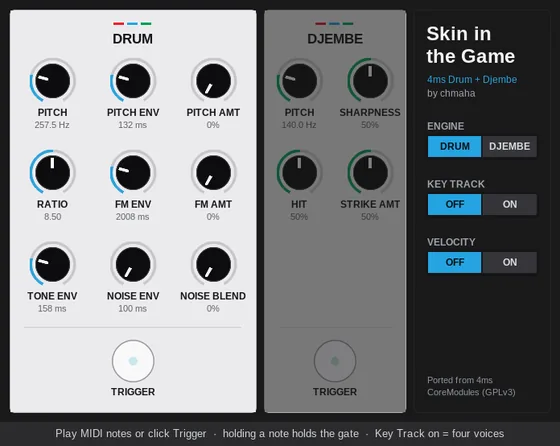 DRUM
PITCH
257.5 Hz
PITCH ENV
132 ms
PITCH AMT
0%
RATIO
8.50
FM ENV
2008 ms
FM AMT
0%
TONE ENV
158 ms
NOISE ENV
100 ms
NOISE BLEND
0%
TRIGGER
DJEMBE
PITCH
140.0 Hz
SHARPNESS
50%
HIT
50%
STRIKE AMT
50%
TRIGGER
Skin in
the Game
4ms Drum + Djembe
by chmaha
ENGINE
DRUM DJEMBE
KEY TRACK
OFF ON
VELOCITY
OFF ON
Ported from 4ms
CoreModules (GPLv3)
Play MIDI notes or click Trigger · holding a note holds the gate · Key Track on = four voices